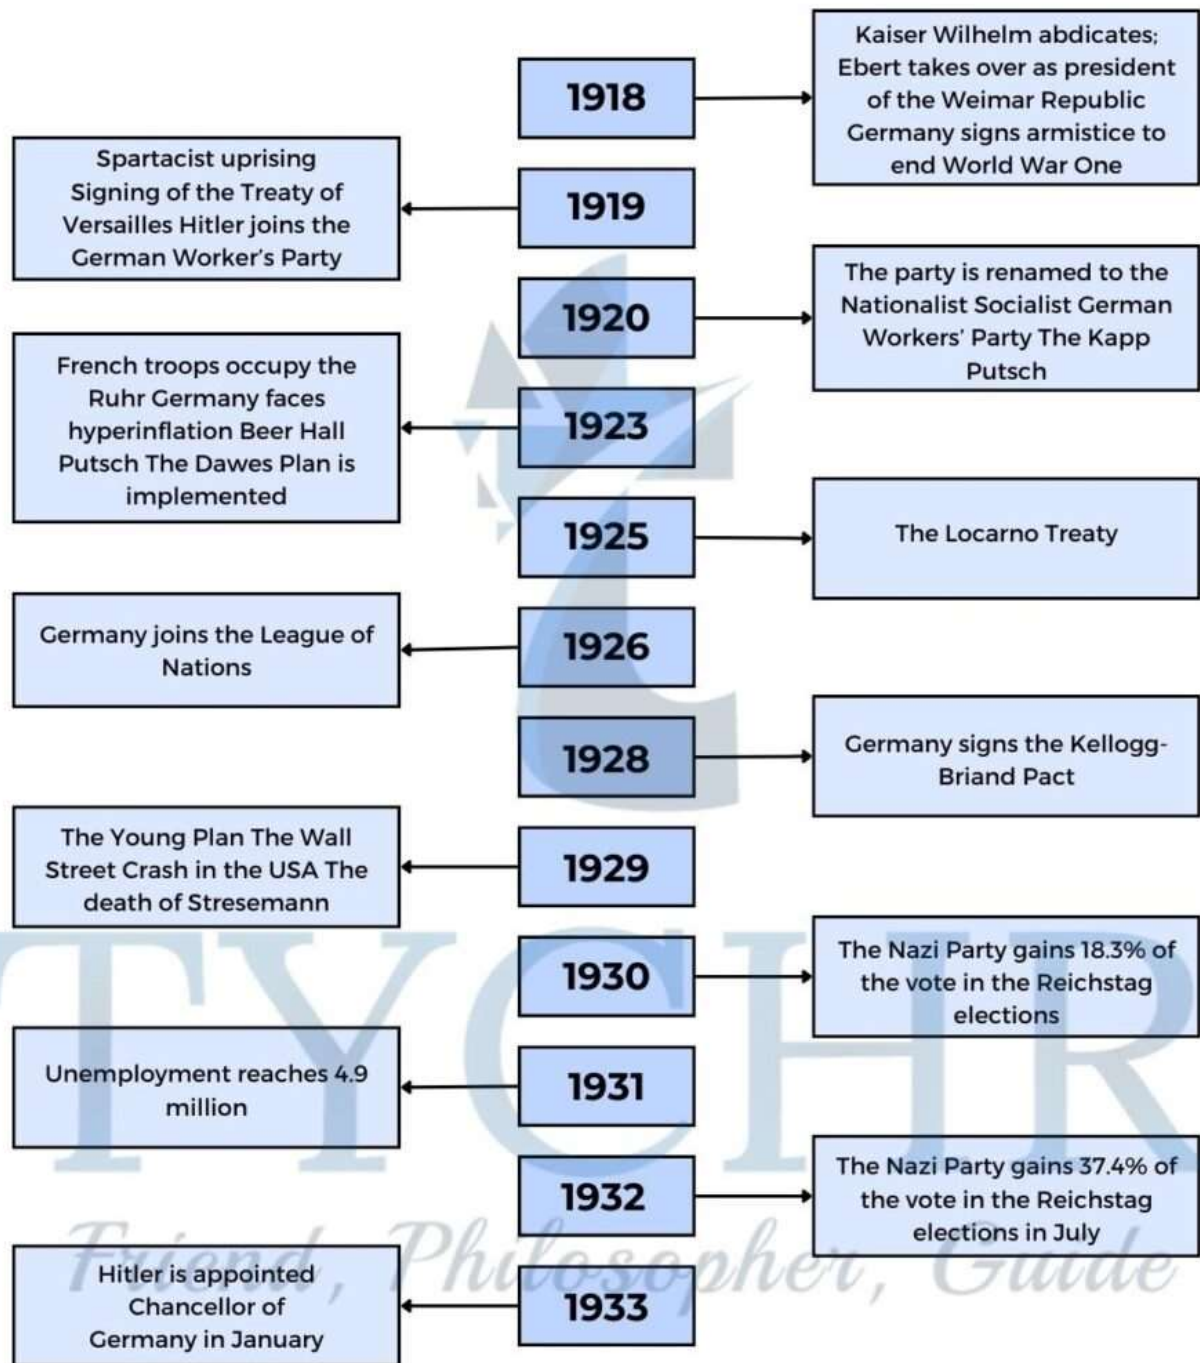 1918
Kaiser Wilhelm abdicates;
Ebert takes over as president
of the Weimar Republic
Germany signs armistice to
end World War One
1919
Spartacist uprising
Signing of the Treaty of
Versailles Hitler joins the
German Worker's Party
1920
The party is renamed to the
Nationalist Socialist German
Workers' Party The Kapp
Putsch
1923
French troops occupy the
Ruhr Germany faces
hyperinflation Beer Hall
Putsch The Dawes Plan is
implemented
1925
The Locarno Treaty
1926
Germany joins the League of
Nations
1928
Germany signs the Kellogg-
Briand Pact
1929
The Young Plan The Wall
Street Crash in the USA The
death of Stresemann
1930
The Nazi Party gains 18.3% of
the vote in the Reichstag
elections
1931
Unemployment reaches 4.9
million
1932
The Nazi Party gains 37.4% of
the vote in the Reichstag
elections in July
1933
Hitler is appointed
Chancellor of
Germany in January
TYCHR
Friend, Philosopher, Guide